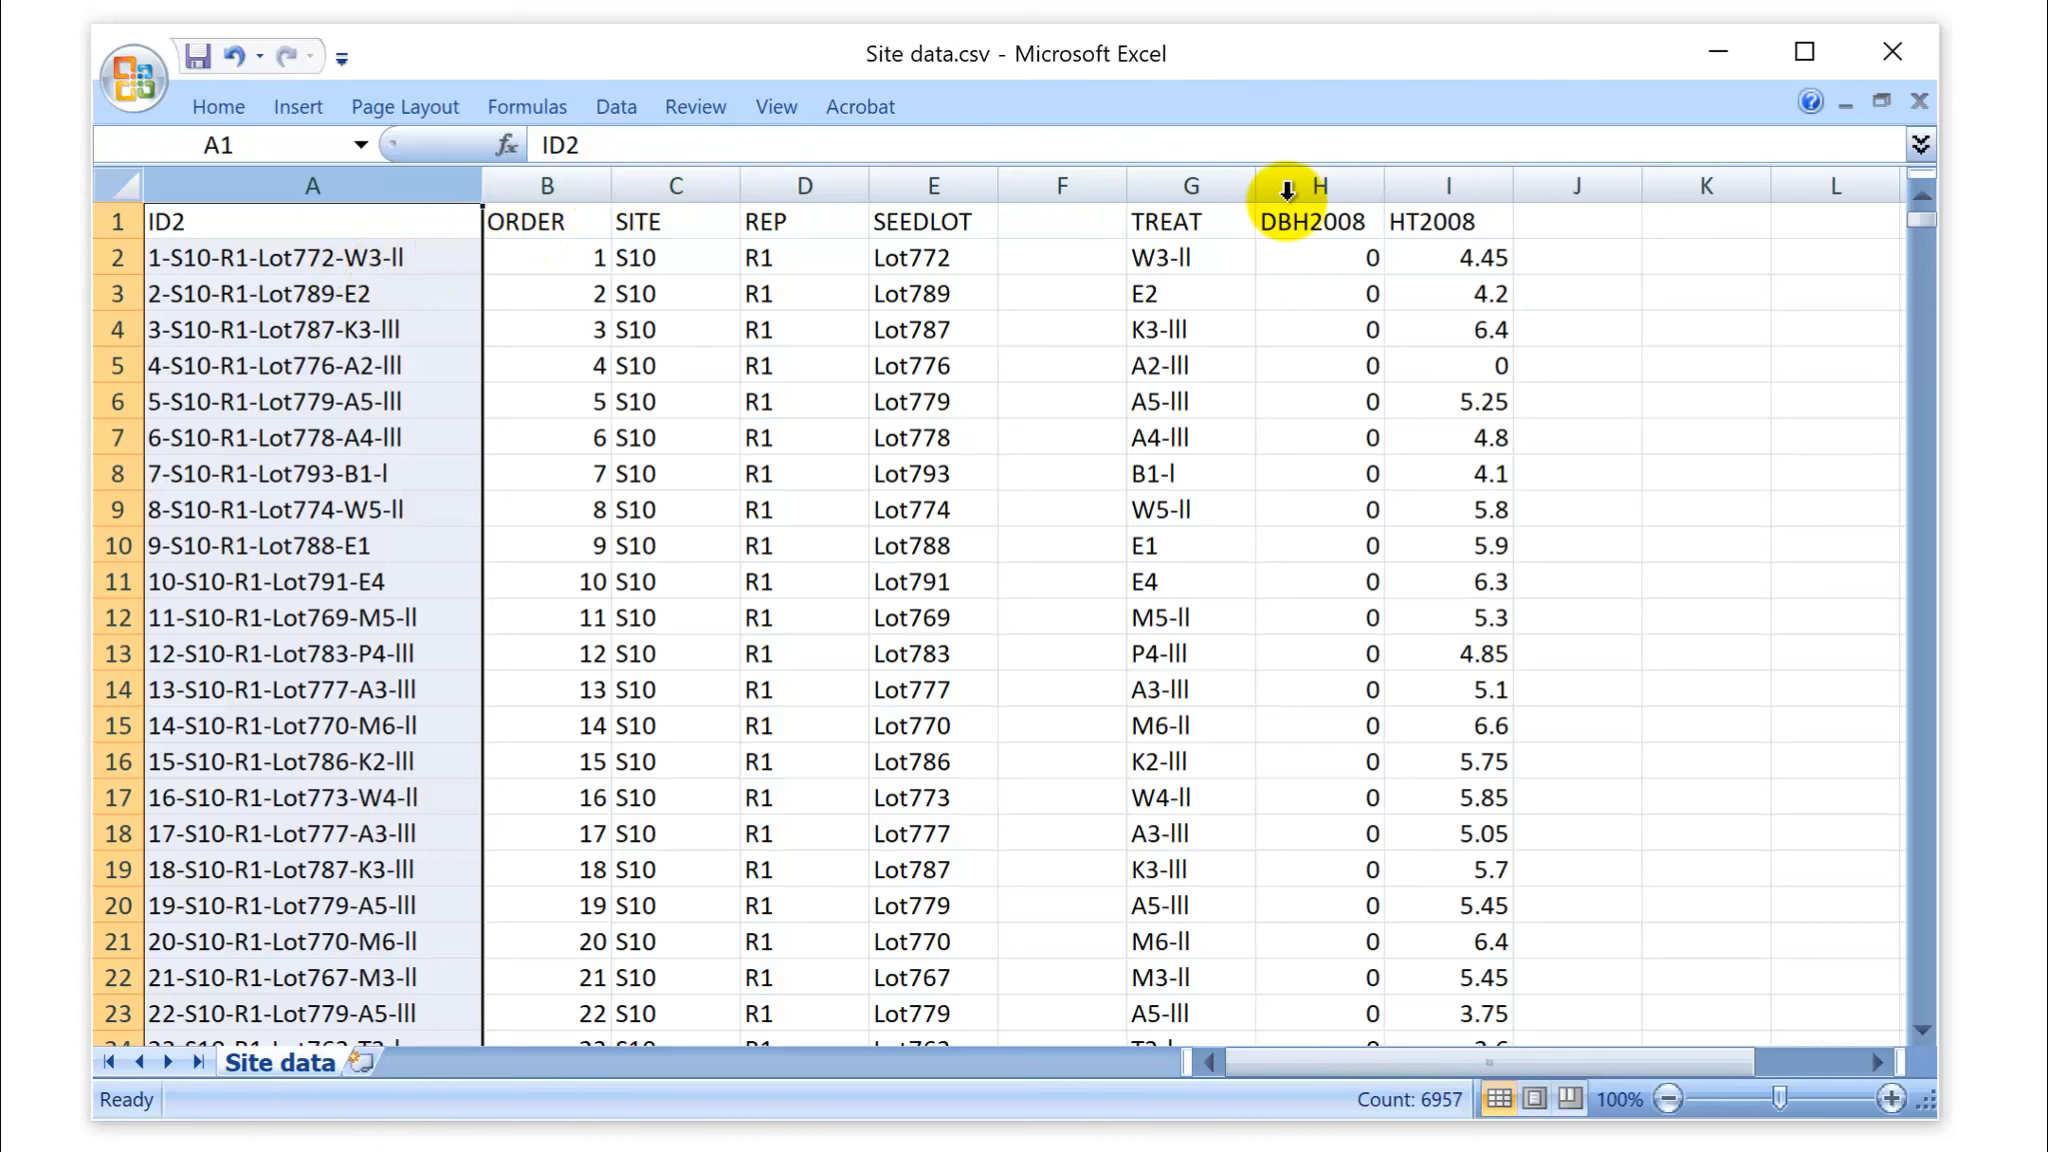 Site data.csv - Microsoft Excel
Home Insert Page Layout Formulas Data Review View Acrobat
A1 fx ID2
A B C D E F G H I J K L
1 ID2 ORDER SITE REP SEEDLOT TREAT DBH2008 HT2008
2 1-S10-R1-Lot772-W3-ll 1 S10 R1 Lot772 W3-ll 0 4.45
3 2-S10-R1-Lot789-E2 2 S10 R1 Lot789 E2 0 4.2
4 3-S10-R1-Lot787-K3-lll 3 S10 R1 Lot787 K3-lll 0 6.4
5 4-S10-R1-Lot776-A2-lll 4 S10 R1 Lot776 A2-lll 0 0
6 5-S10-R1-Lot779-A5-lll 5 S10 R1 Lot779 A5-lll 0 5.25
7 6-S10-R1-Lot778-A4-lll 6 S10 R1 Lot778 A4-lll 0 4.8
8 7-S10-R1-Lot793-B1-l 7 S10 R1 Lot793 B1-l 0 4.1
9 8-S10-R1-Lot774-W5-ll 8 S10 R1 Lot774 W5-ll 0 5.8
10 9-S10-R1-Lot788-E1 9 S10 R1 Lot788 E1 0 5.9
11 10-S10-R1-Lot791-E4 10 S10 R1 Lot791 E4 0 6.3
12 11-S10-R1-Lot769-M5-ll 11 S10 R1 Lot769 M5-ll 0 5.3
13 12-S10-R1-Lot783-P4-lll 12 S10 R1 Lot783 P4-lll 0 4.85
14 13-S10-R1-Lot777-A3-lll 13 S10 R1 Lot777 A3-lll 0 5.1
15 14-S10-R1-Lot770-M6-ll 14 S10 R1 Lot770 M6-ll 0 6.6
16 15-S10-R1-Lot786-K2-lll 15 S10 R1 Lot786 K2-lll 0 5.75
17 16-S10-R1-Lot773-W4-ll 16 S10 R1 Lot773 W4-ll 0 5.85
18 17-S10-R1-Lot777-A3-lll 17 S10 R1 Lot777 A3-lll 0 5.05
19 18-S10-R1-Lot787-K3-lll 18 S10 R1 Lot787 K3-lll 0 5.7
20 19-S10-R1-Lot779-A5-lll 19 S10 R1 Lot779 A5-lll 0 5.45
21 20-S10-R1-Lot770-M6-ll 20 S10 R1 Lot770 M6-ll 0 6.4
22 21-S10-R1-Lot767-M3-ll 21 S10 R1 Lot767 M3-ll 0 5.45
23 22-S10-R1-Lot779-A5-lll 22 S10 R1 Lot779 A5-lll 0 3.75
Site data
Ready Count: 6957 100%